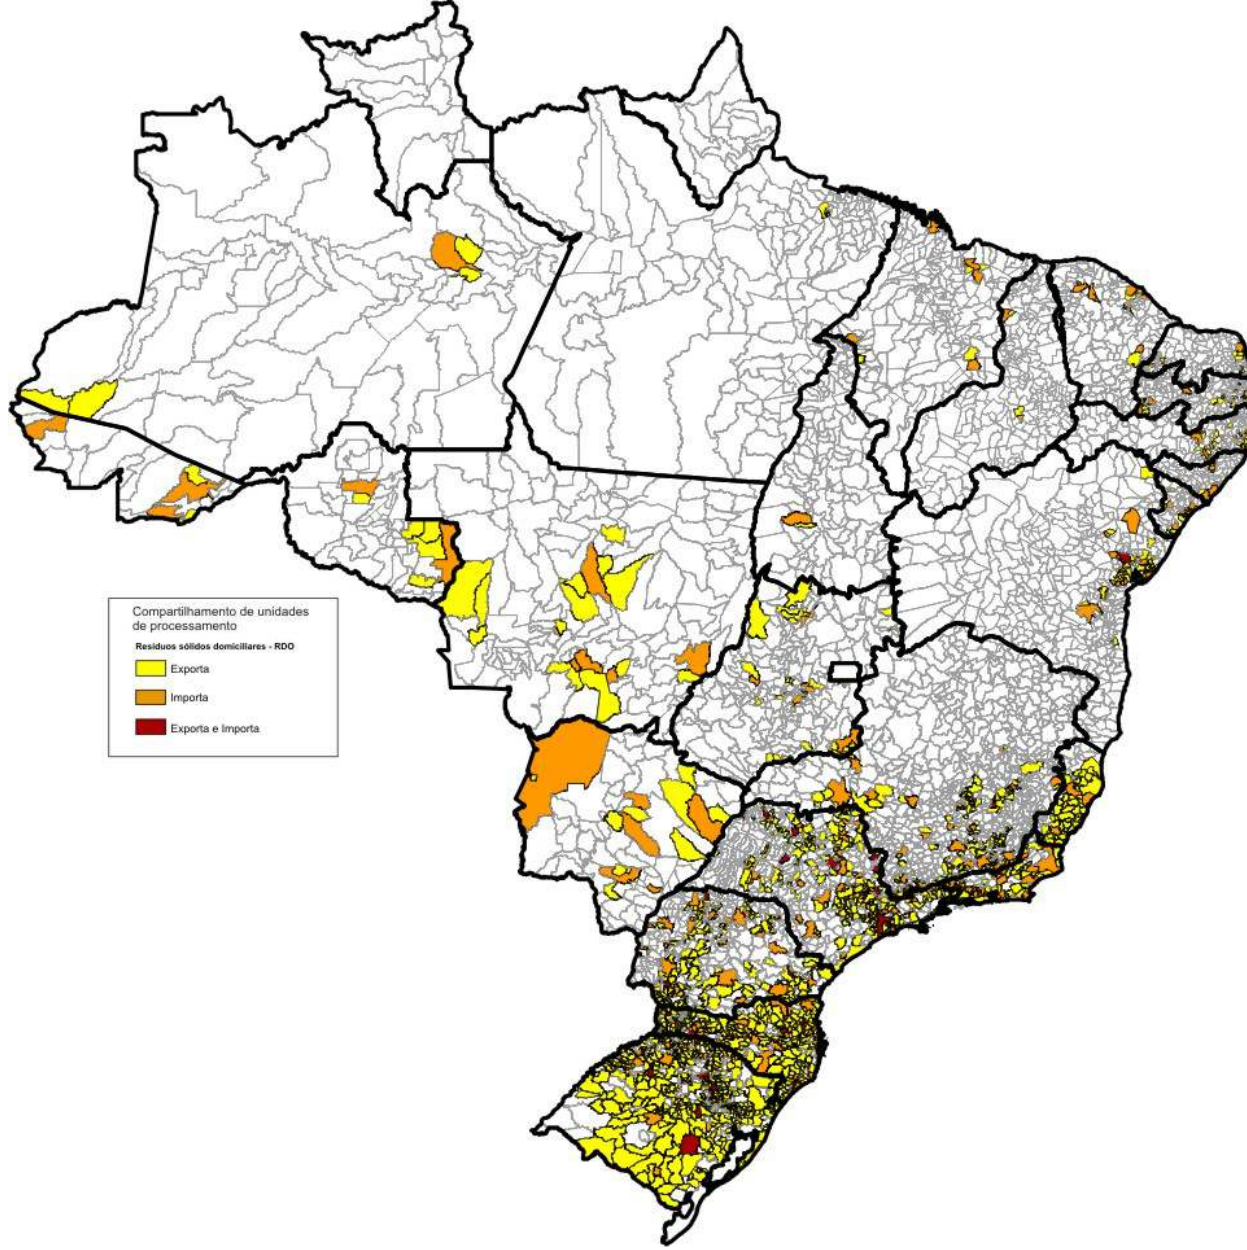 Compartilhamento de unidades
de processamento
Resíduos sólidos domiciliares - RDO
Exporta
Importa
Exporta e Importa